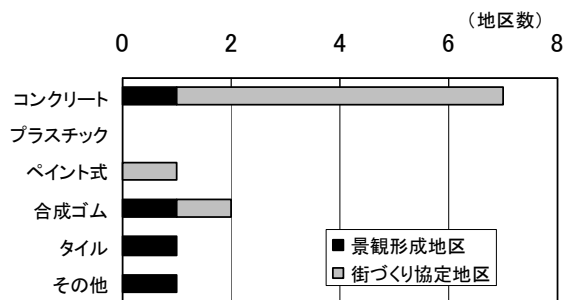 （地区数）
0 2 4 6 8
コンクリート
プラスチック
ペイント式
合成ゴム
タイル
その他
景観形成地区
街づくり協定地区